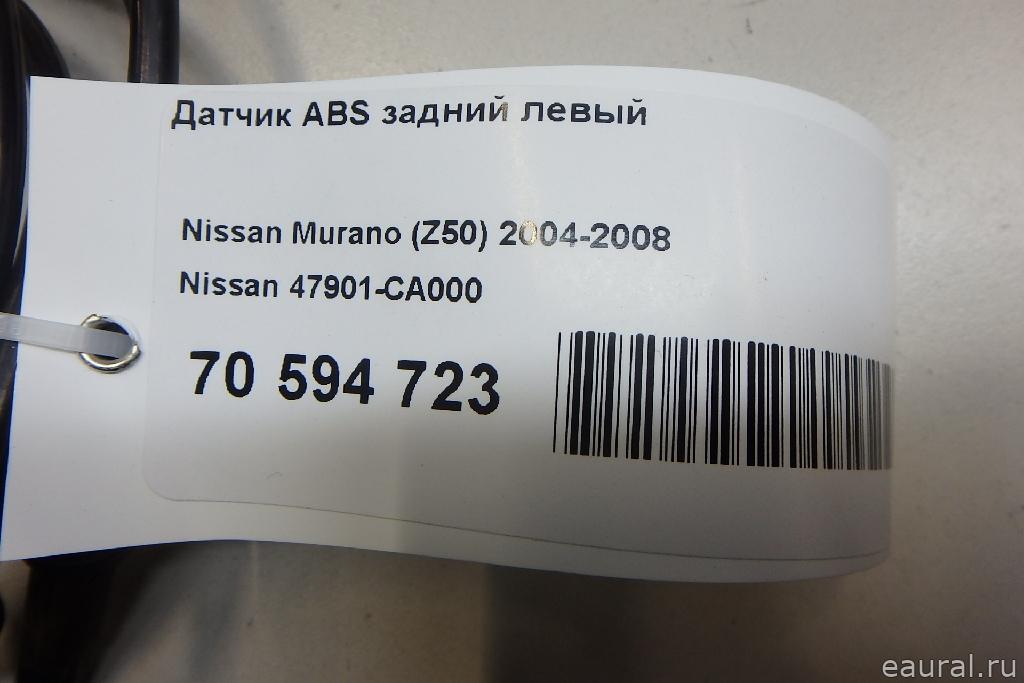 Датчик ABS задний левый
Nissan Murano (Z50) 2004-2008
Nissan 47901-CA000
70 594 723
eaural.ru